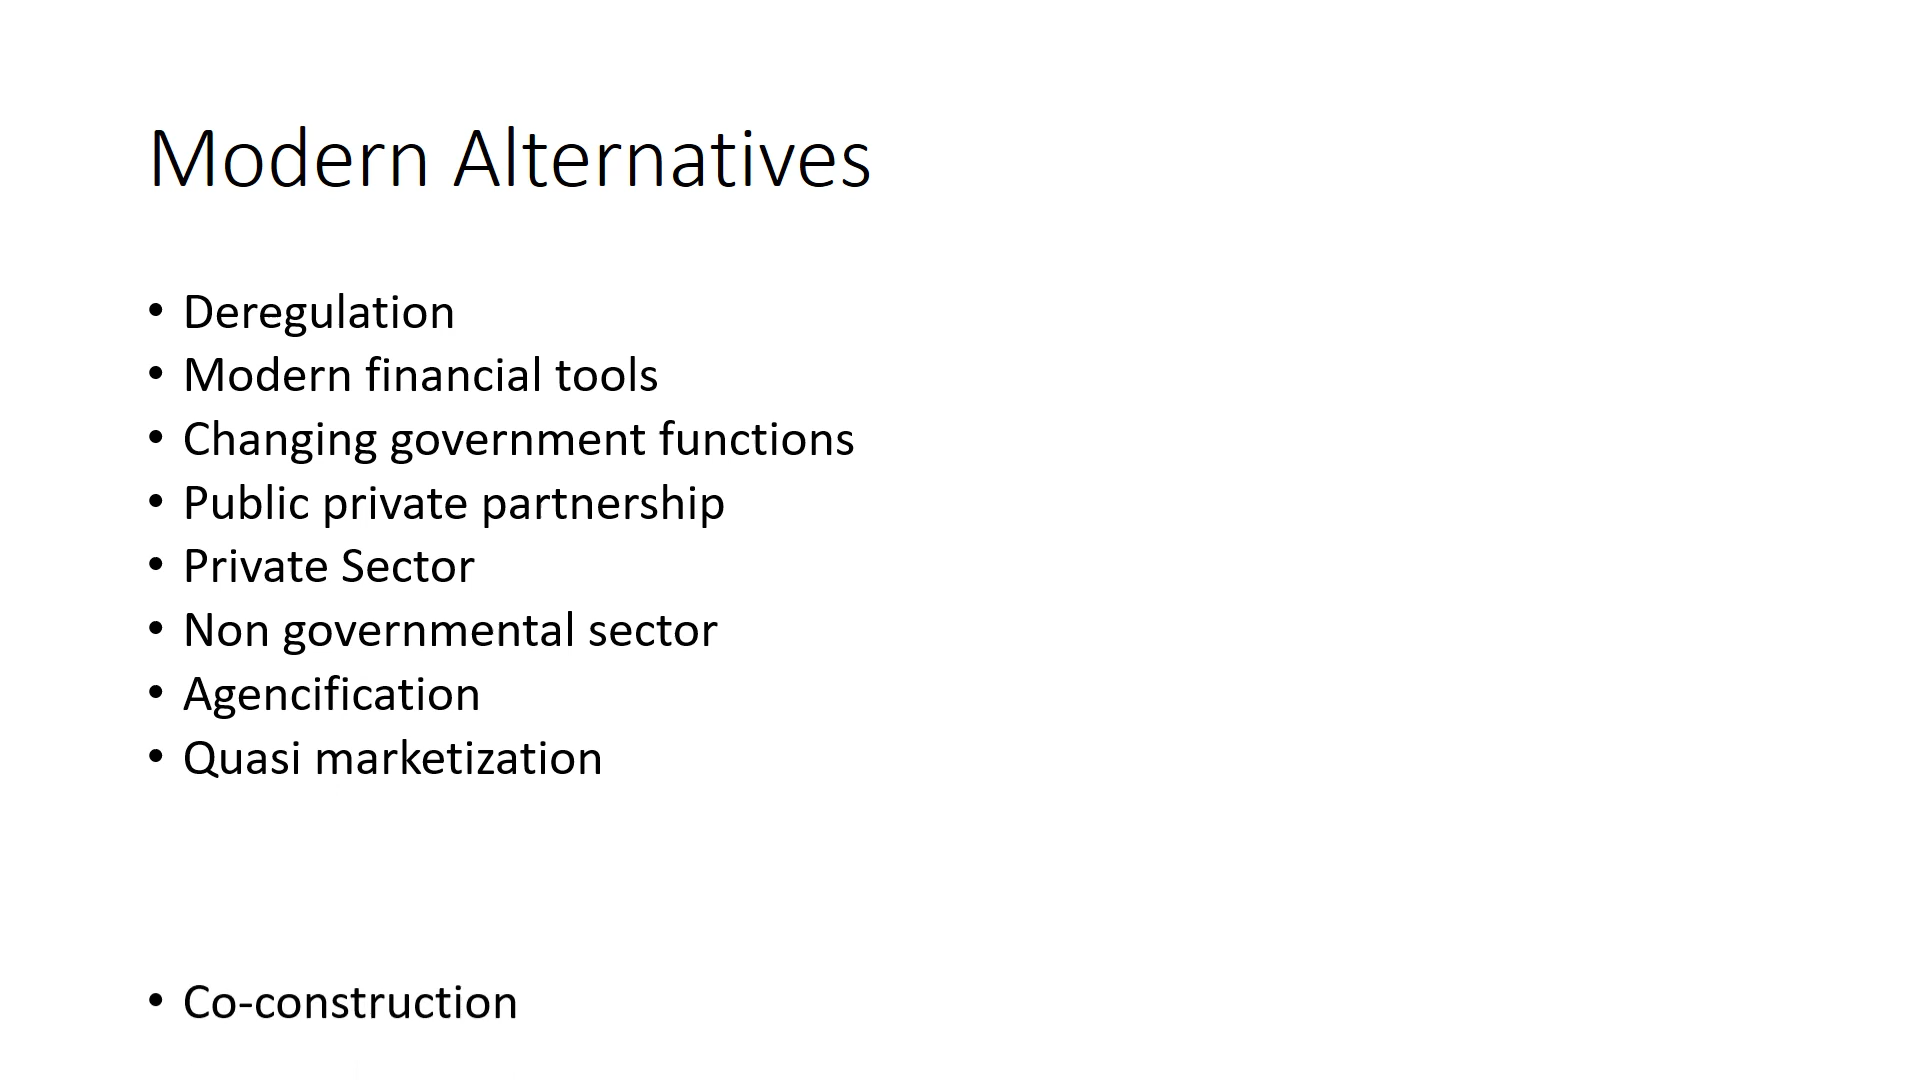 Modern Alternatives
• Deregulation
• Modern financial tools
• Changing government functions
• Public private partnership
• Private Sector
• Non governmental sector
• Agencification
• Quasi marketization
• Co-construction